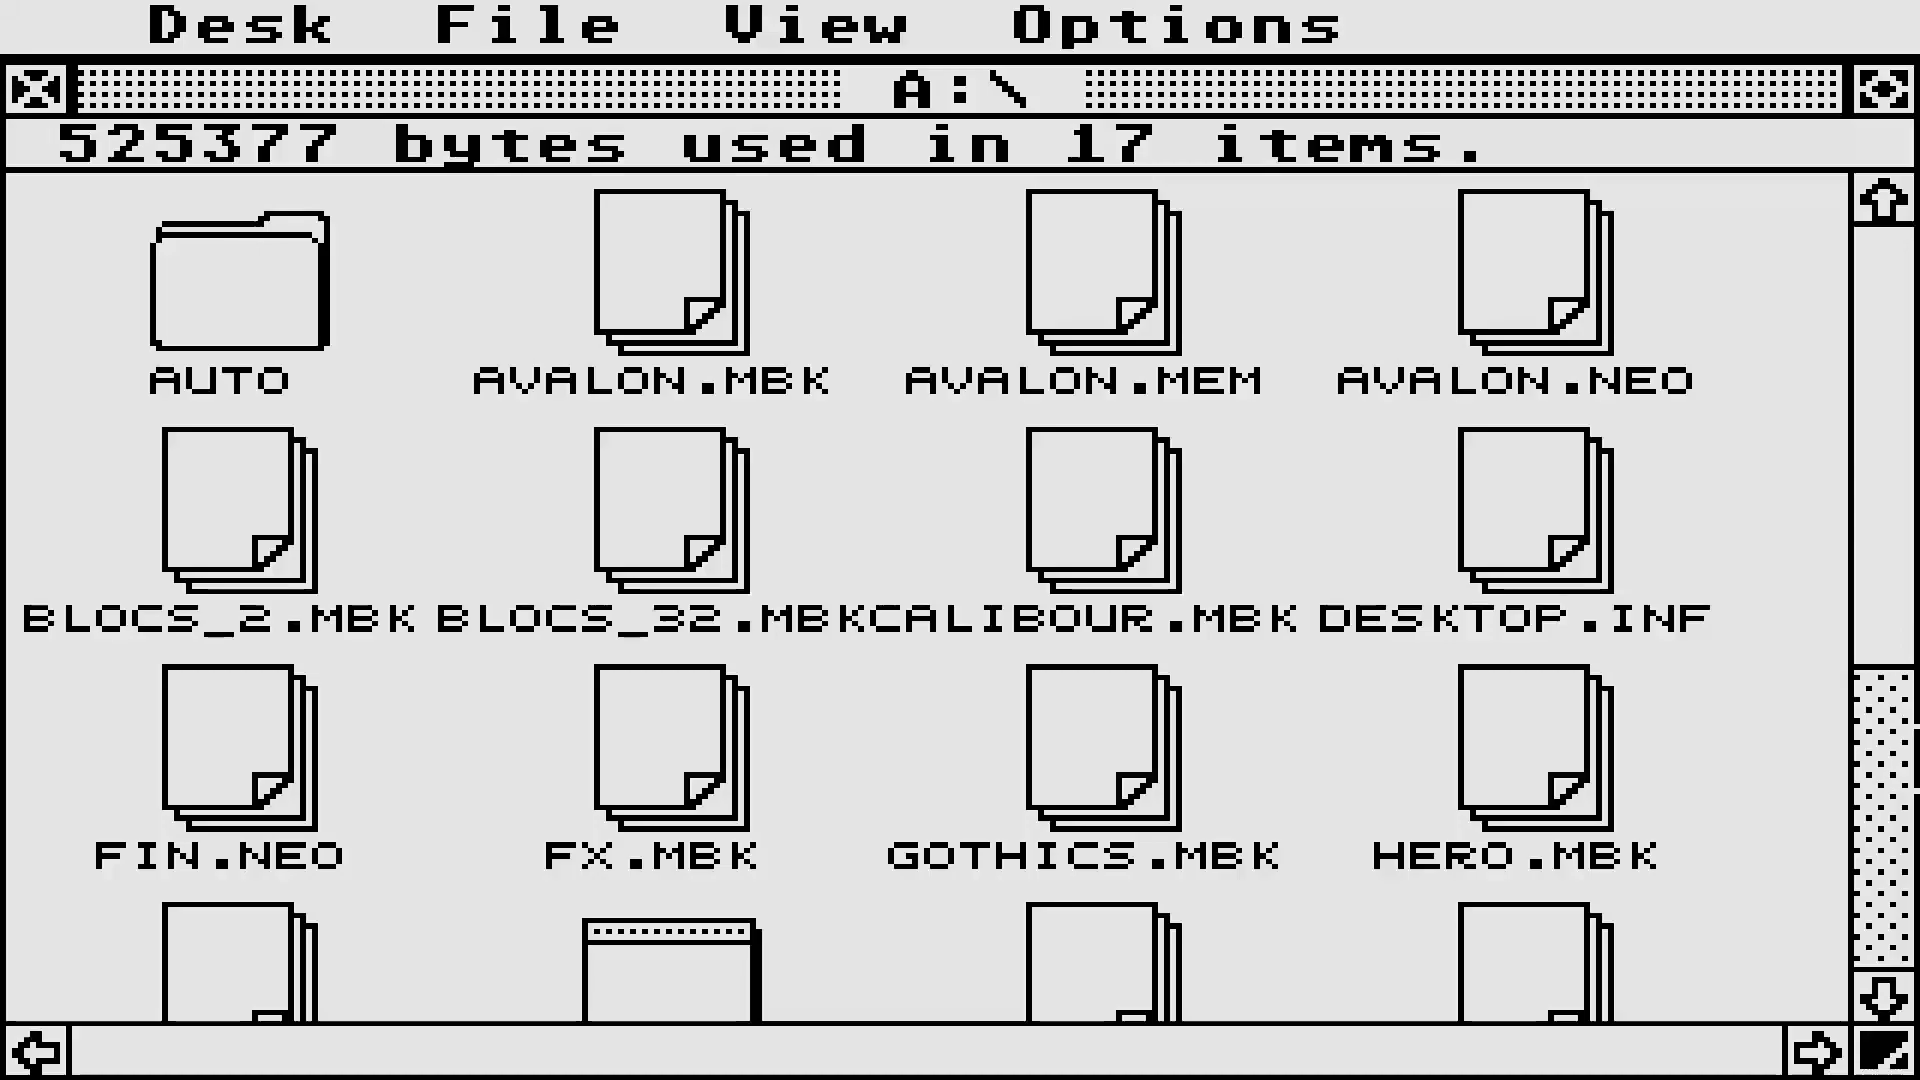 Desk File View Options
A:\
525377 bytes used in 17 items.
AUTO AVALON.MBK AVALON.MEM AVALON.NEO
BLOCS_2.MBK BLOCS_32.MBK CALIBOUR.MBK DESKTOP.INF
FIN.NEO FX.MBK GOTHICS.MBK HERO.MBK